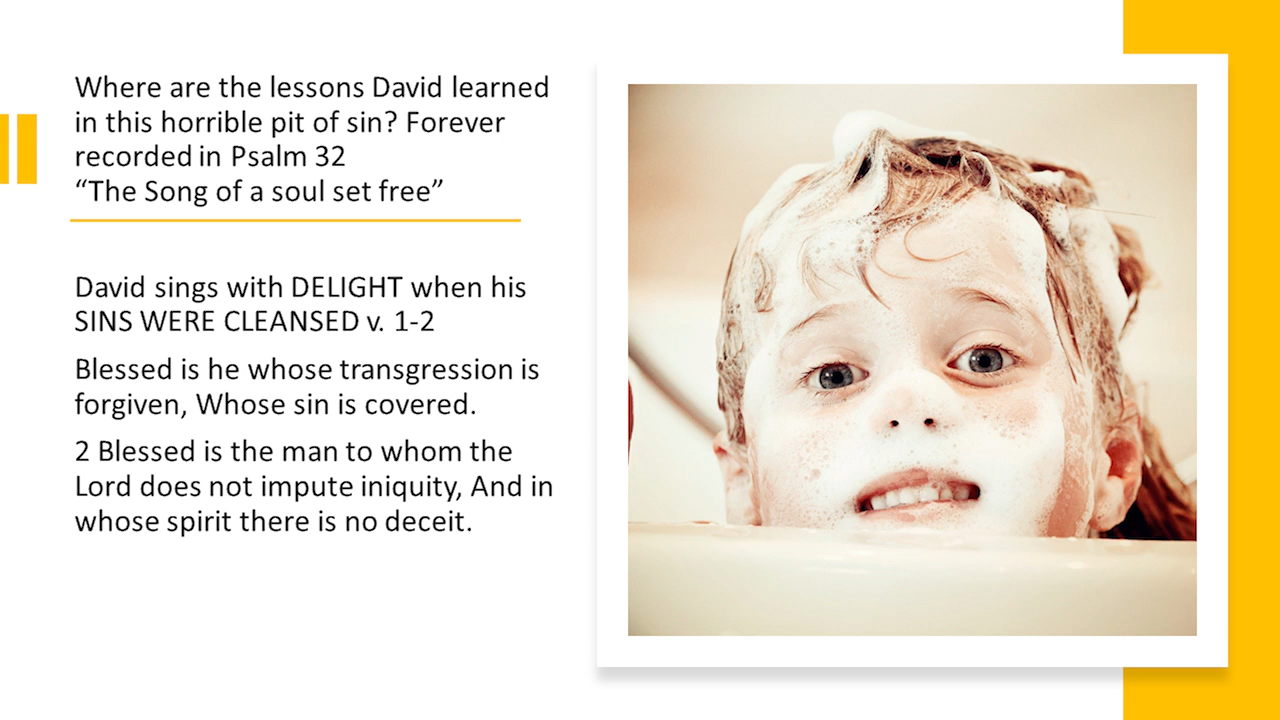 Where are the lessons David learned
in this horrible pit of sin? Forever
recorded in Psalm 32
“The Song of a soul set free”
David sings with DELIGHT when his
SINS WERE CLEANSED v. 1-2
Blessed is he whose transgression is
forgiven, Whose sin is covered.
2 Blessed is the man to whom the
Lord does not impute iniquity, And in
whose spirit there is no deceit.